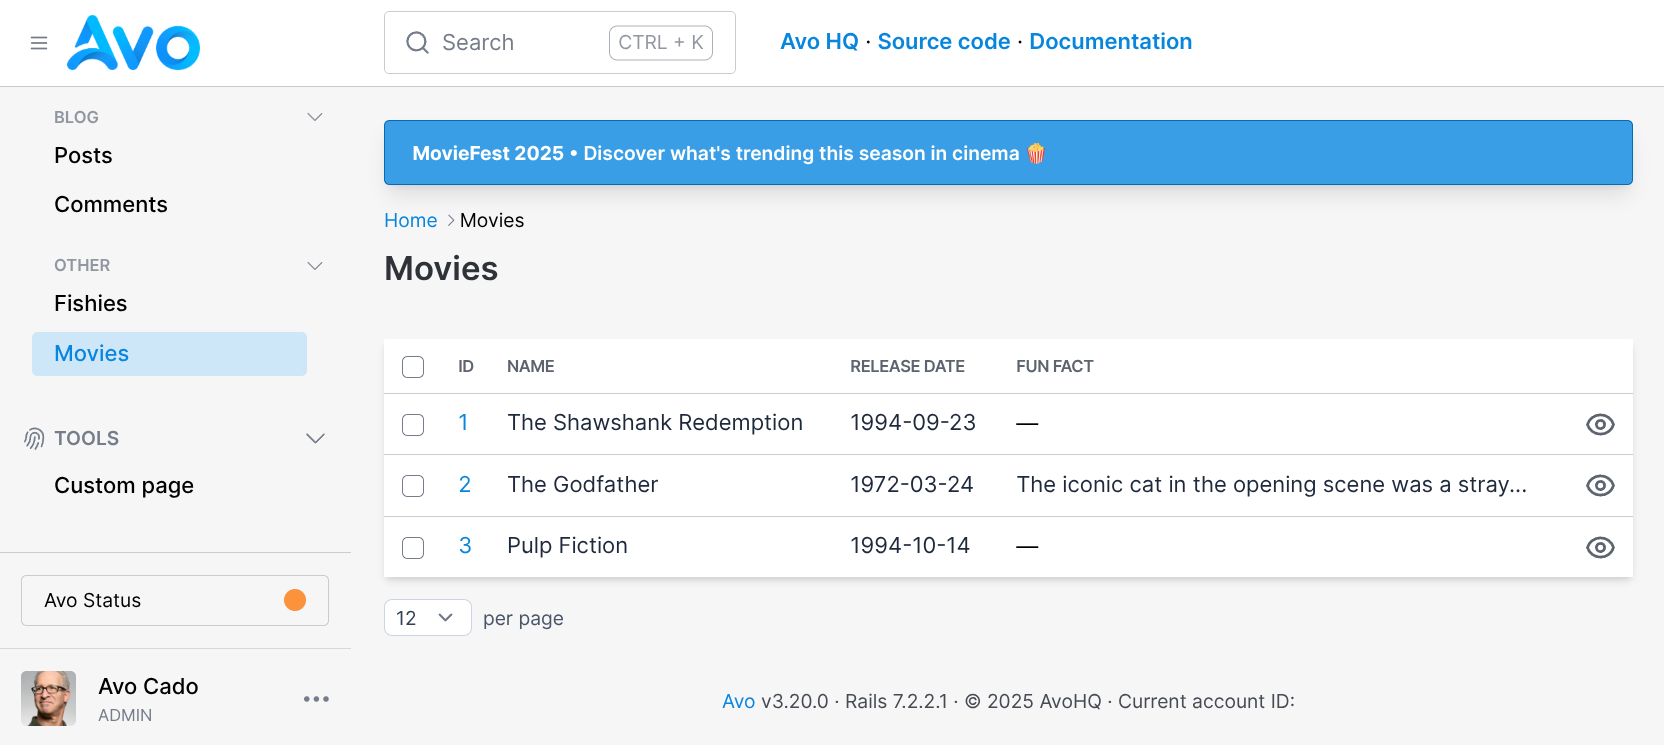 Avo
Search
CTRL + K
Avo HQ · Source code · Documentation
BLOG
Posts
Comments
OTHER
Fishies
Movies
TOOLS
Custom page
Avo Status
Avo Cado
ADMIN
MovieFest 2025 • Discover what's trending this season in cinema 🍿
Home > Movies
Movies
ID NAME RELEASE DATE FUN FACT
1 The Shawshank Redemption 1994-09-23 —
2 The Godfather 1972-03-24 The iconic cat in the opening scene was a stray...
3 Pulp Fiction 1994-10-14 —
12 per page
Avo v3.20.0 · Rails 7.2.2.1 · © 2025 AvoHQ · Current account ID: